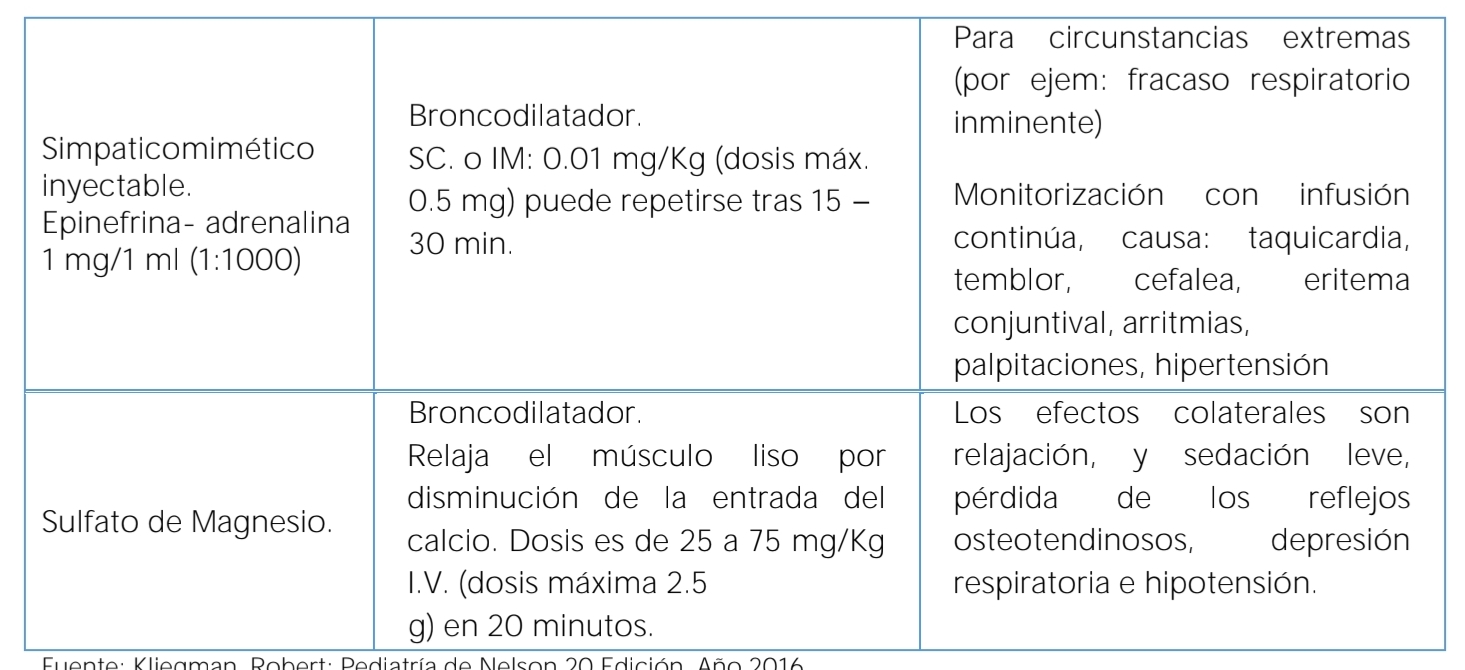 Simpaticomimético
inyectable.
Epinefrina- adrenalina
1 mg/1 ml (1:1000)
Broncodilatador.
SC. o IM: 0.01 mg/Kg (dosis máx.
0.5 mg) puede repetirse tras 15 –
30 min.
Para circunstancias extremas
(por ejem: fracaso respiratorio
inminente)
Monitorización con infusión
continúa, causa: taquicardia,
temblor, cefalea, eritema
conjuntival, arritmias,
palpitaciones, hipertensión
Sulfato de Magnesio.
Broncodilatador.
Relaja el músculo liso por
disminución de la entrada del
calcio. Dosis es de 25 a 75 mg/Kg
I.V. (dosis máxima 2.5
g) en 20 minutos.
Los efectos colaterales son
relajación, y sedación leve,
pérdida de los reflejos
osteotendinosos, depresión
respiratoria e hipotensión.
Fuente: Kliegman, Robert; Pediatría de Nelson 20 Edición. Año 2016